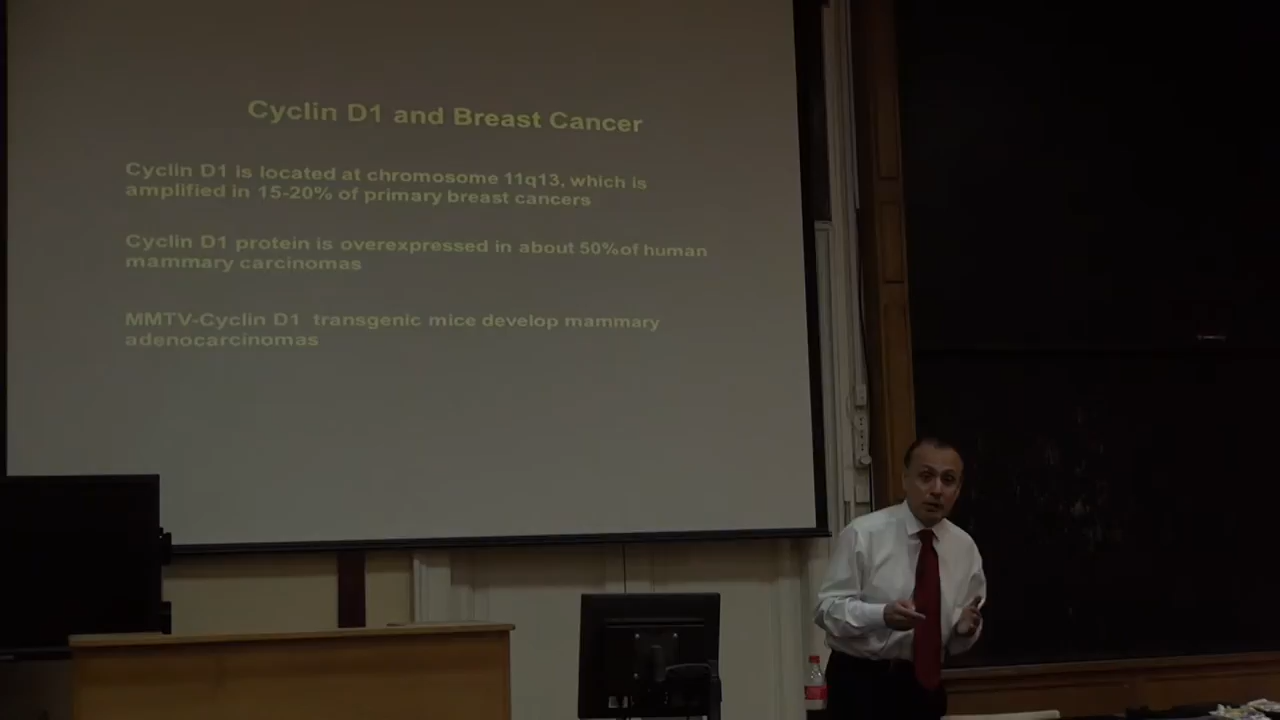 Cyclin D1 and Breast Cancer
Cyclin D1 is located at chromosome 11q13, which is
amplified in 15-20% of primary breast cancers
Cyclin D1 protein is overexpressed in about 50%of human
mammary carcinomas
MMTV-Cyclin D1 transgenic mice develop mammary
adenocarcinomas